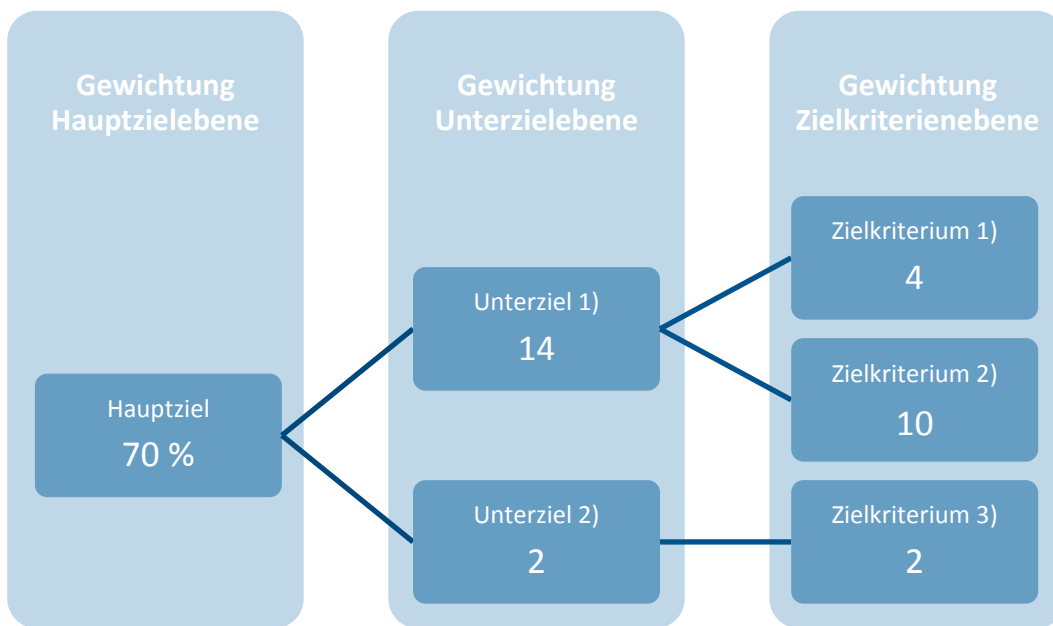 Gewichtung
Hauptzielebene
Gewichtung
Unterzielebene
Gewichtung
Zielkriterienebene
Hauptziel
70 %
Unterziel 1)
14
Unterziel 2)
2
Zielkriterium 1)
4
Zielkriterium 2)
10
Zielkriterium 3)
2